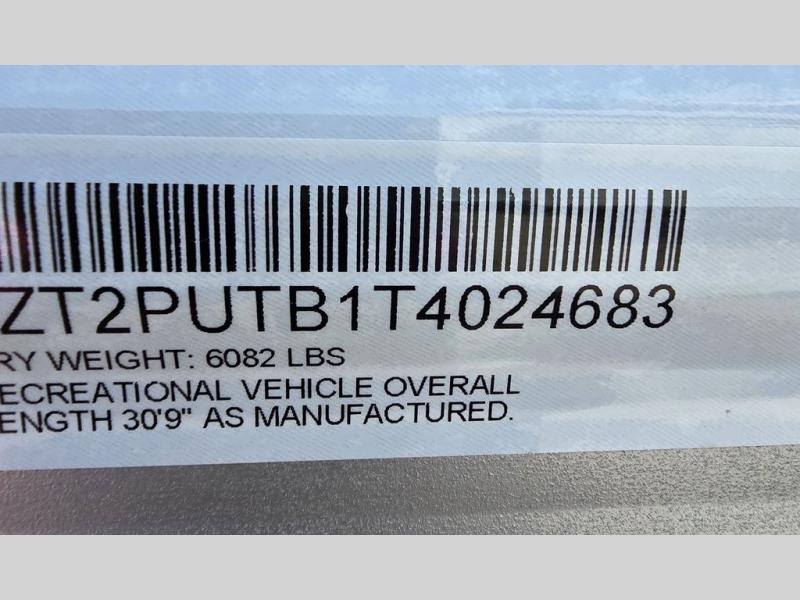 ZT2PUTB1T4024683
RY WEIGHT: 6082 LBS
ECREATIONAL VEHICLE OVERALL
ENGTH 30'9" AS MANUFACTURED.